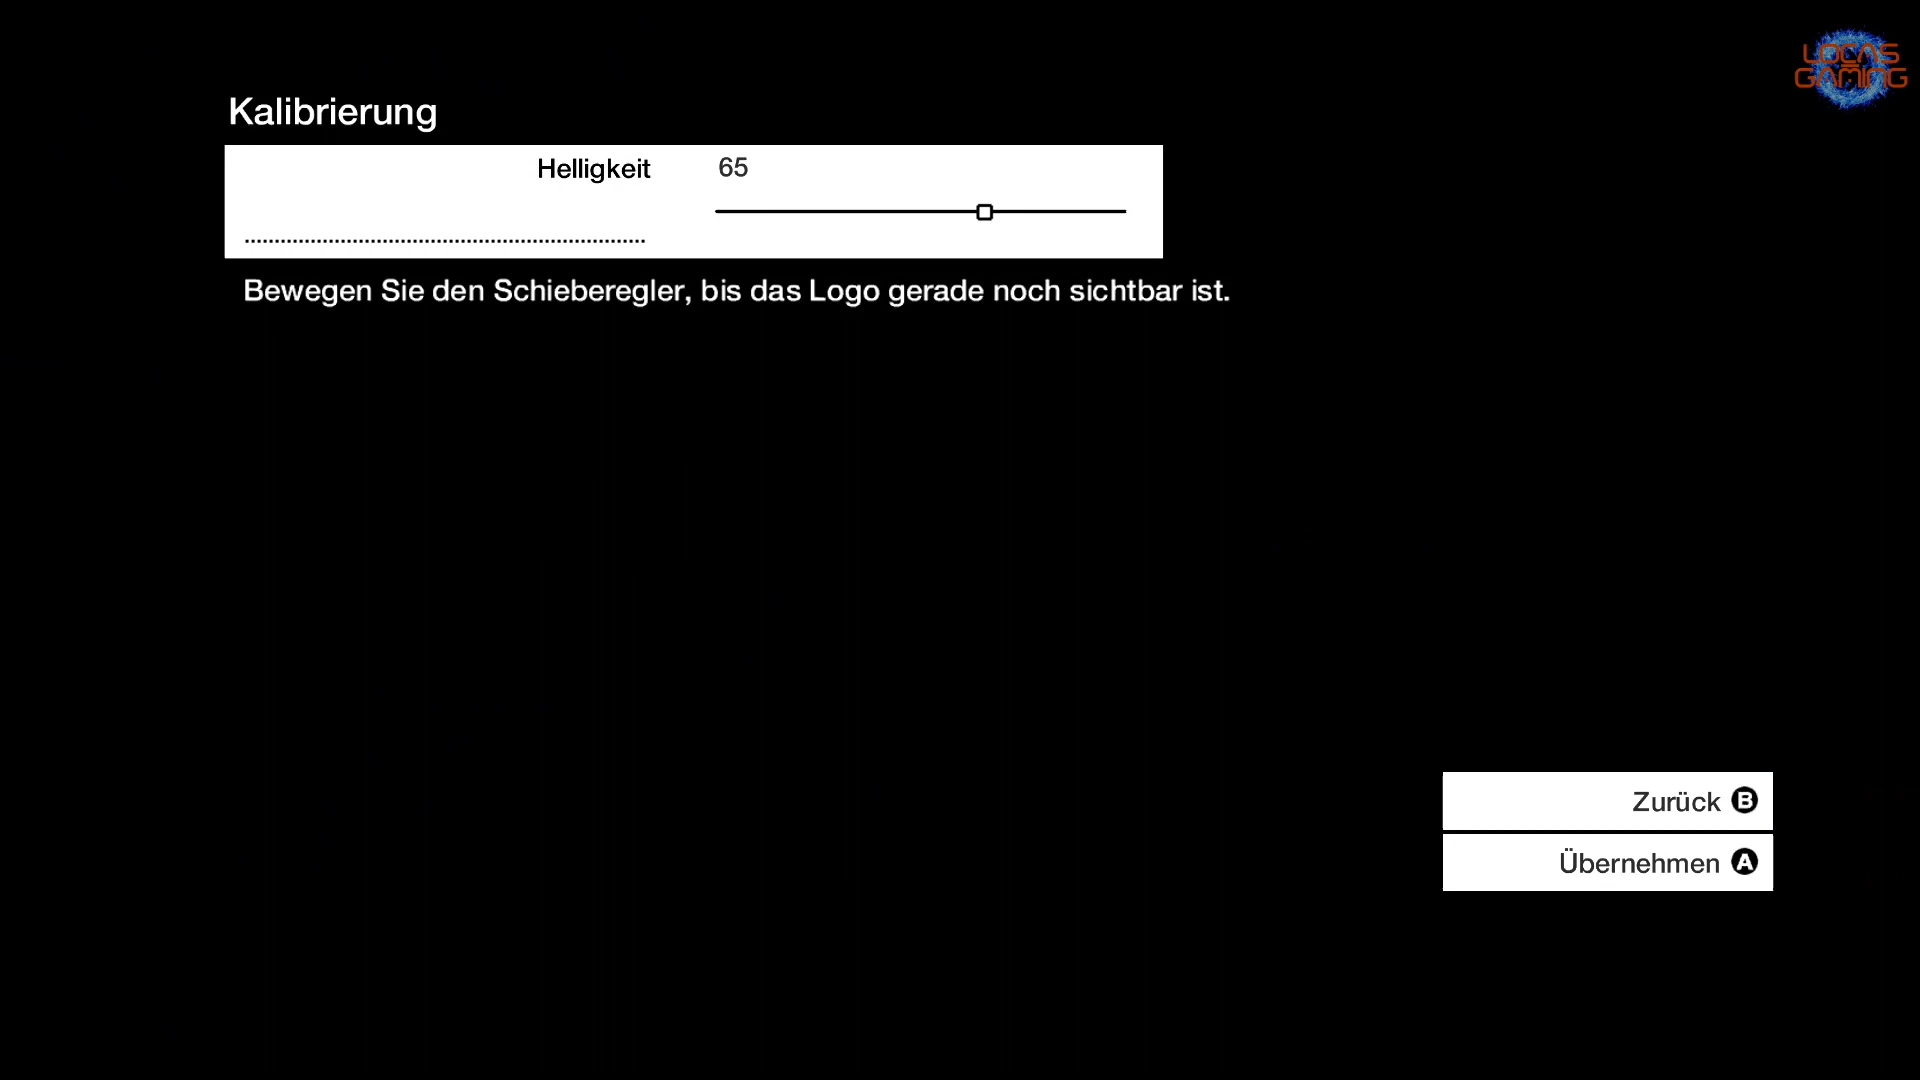 LOCAS
GAMING
Kalibrierung
Helligkeit 65
Bewegen Sie den Schieberegler, bis das Logo gerade noch sichtbar ist.
Zurück B
Übernehmen A